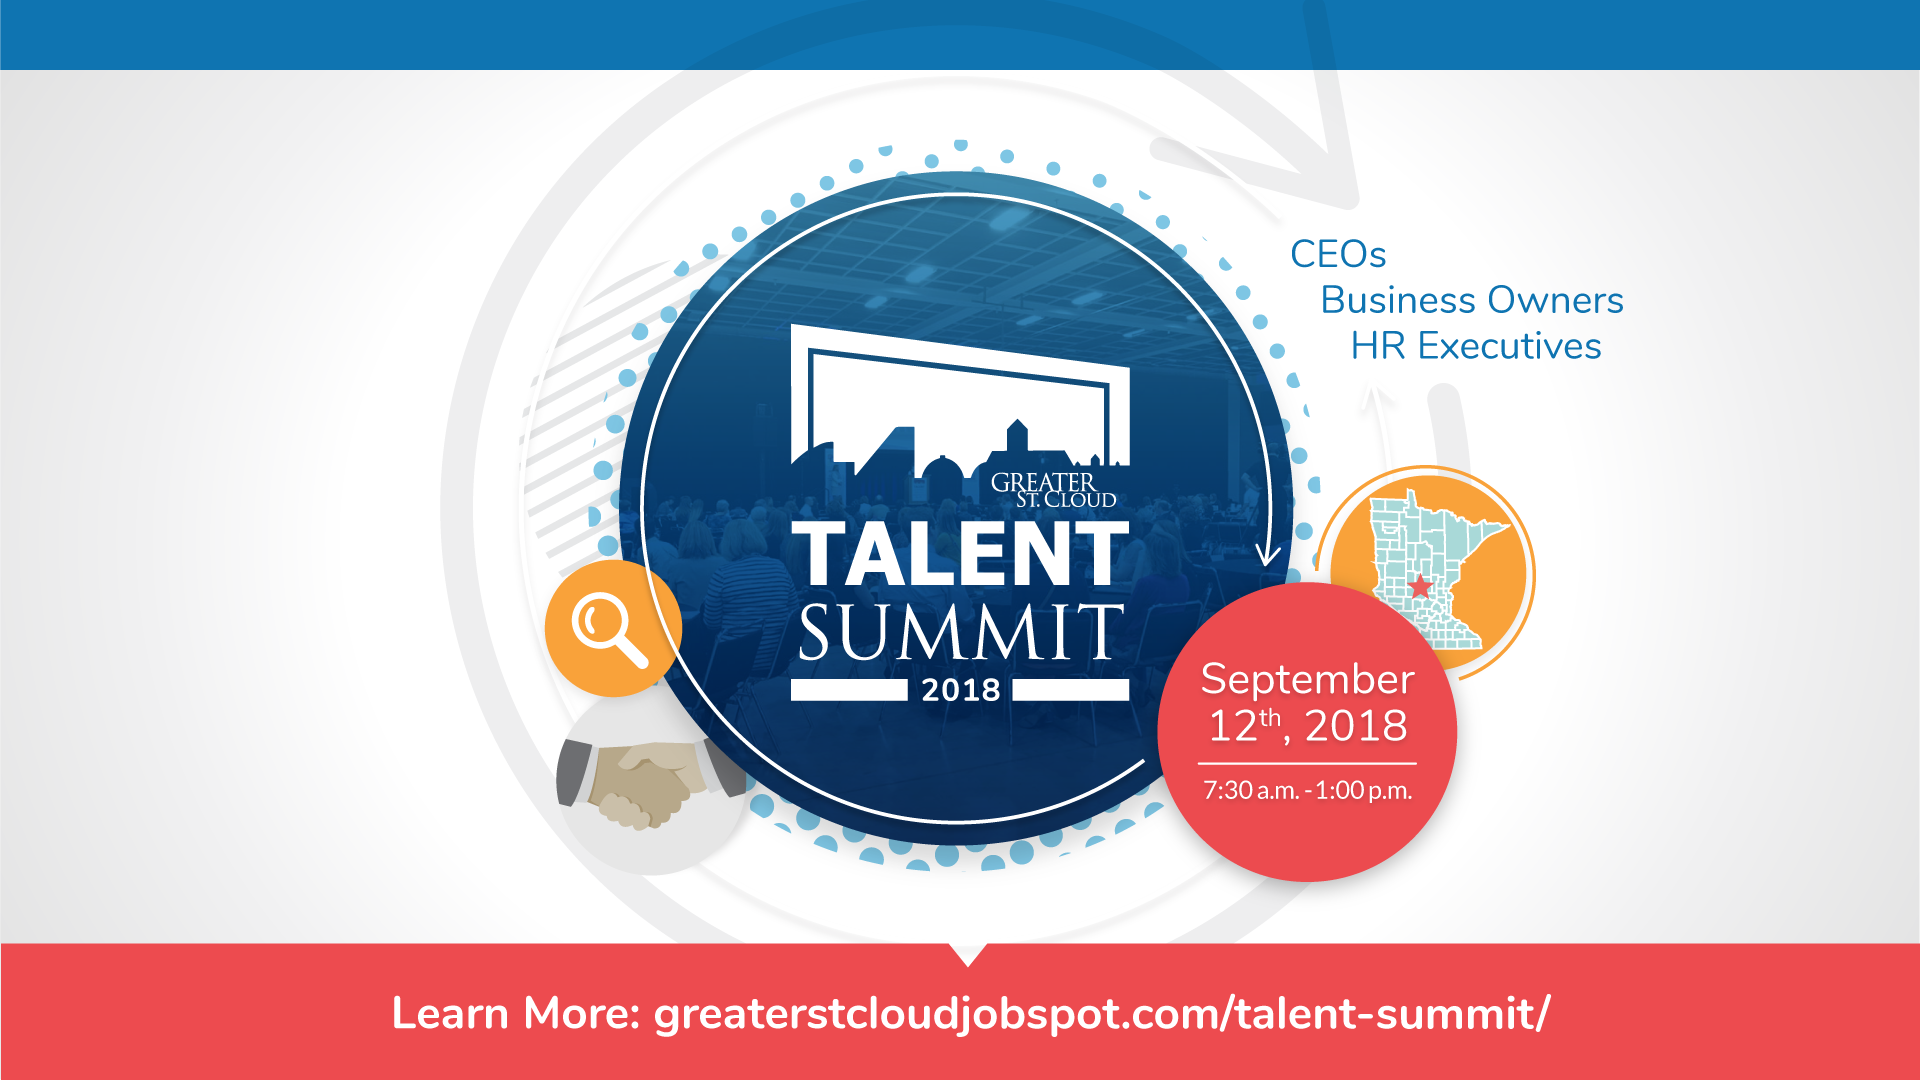 CEOs
Business Owners
HR Executives
GREATER
ST. CLOUD
TALENT
SUMMIT
2018
September
12th, 2018
7:30 a.m. - 1:00 p.m.
Learn More: greaterstcloudjobspot.com/talent-summit/